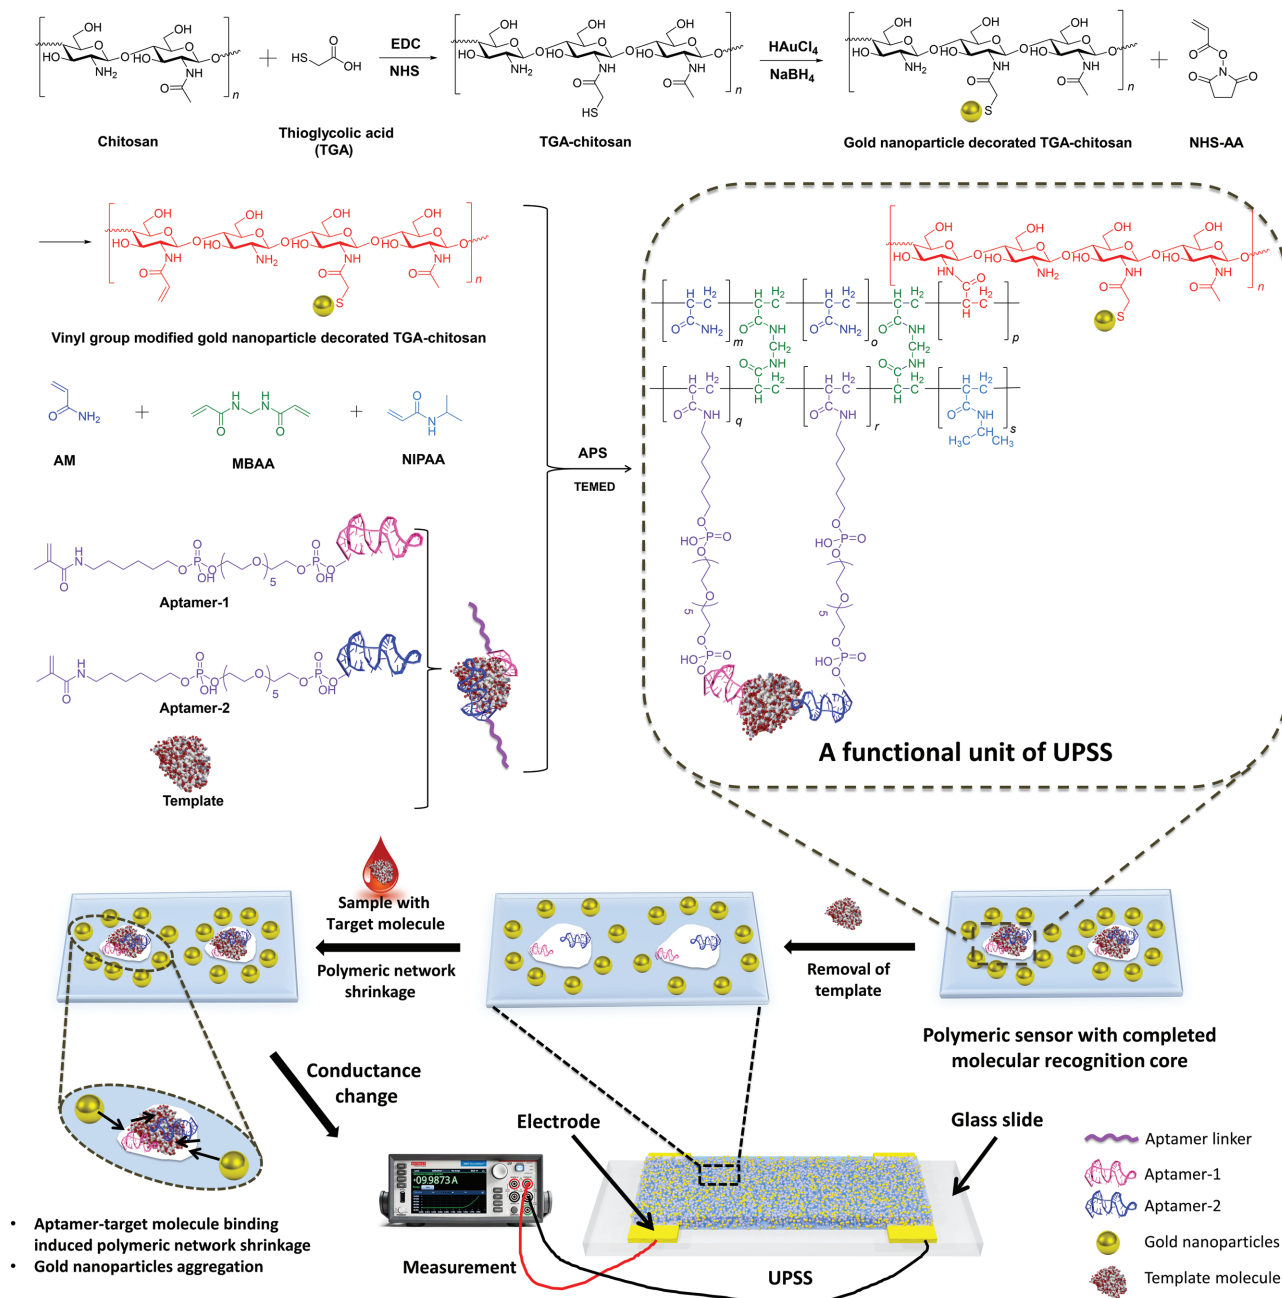 EDC
NHS
HAuCl4
NaBH4
Chitosan
Thioglycolic acid
(TGA)
TGA-chitosan
Gold nanoparticle decorated TGA-chitosan
NHS-AA
Vinyl group modified gold nanoparticle decorated TGA-chitosan
AM
+
MBAA
+
NIPAA
APS
TEMED
Aptamer-1
Aptamer-2
Template
A functional unit of UPSS
Sample with
Target molecule
Polymeric network
shrinkage
Removal of
template
Polymeric sensor with completed
molecular recognition core
Conductance
change
Electrode
Glass slide
+09.9873 A
Measurement
UPSS
Aptamer linker
Aptamer-1
Aptamer-2
Gold nanoparticles
Template molecule
• Aptamer-target molecule binding
induced polymeric network shrinkage
• Gold nanoparticles aggregation